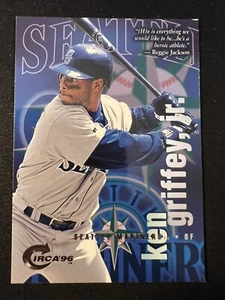 SEATTLE
"[H]e is everything we
would like to be...he's a
heroic athlete."
— Reggie Jackson
ken
griffey, jr.
SEATTLE MARINERS • OF
CIRCA '96